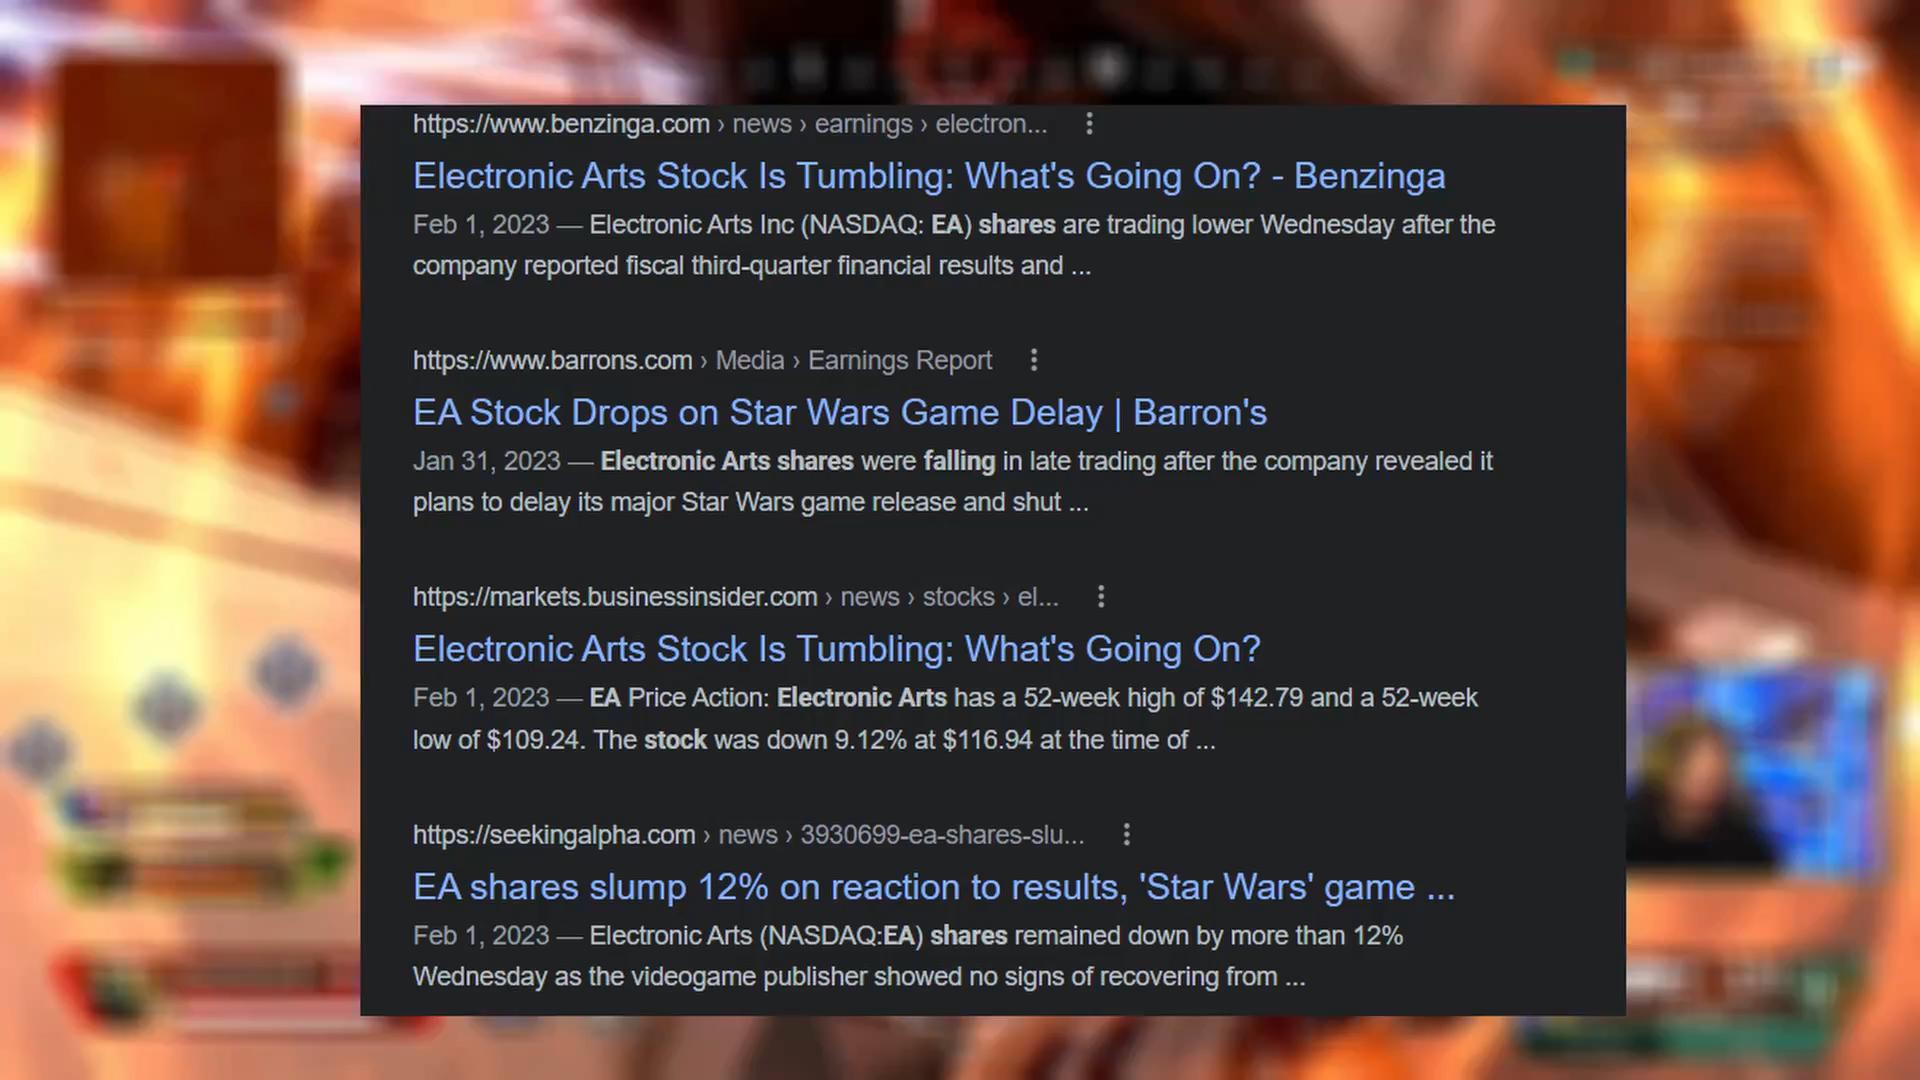 https://www.benzinga.com › news › earnings › electron...
Electronic Arts Stock Is Tumbling: What's Going On? - Benzinga
Feb 1, 2023 — Electronic Arts Inc (NASDAQ: EA) shares are trading lower Wednesday after the
company reported fiscal third-quarter financial results and ...
https://www.barrons.com › Media › Earnings Report
EA Stock Drops on Star Wars Game Delay | Barron's
Jan 31, 2023 — Electronic Arts shares were falling in late trading after the company revealed it
plans to delay its major Star Wars game release and shut ...
https://markets.businessinsider.com › news › stocks › el...
Electronic Arts Stock Is Tumbling: What's Going On?
Feb 1, 2023 — EA Price Action: Electronic Arts has a 52-week high of $142.79 and a 52-week
low of $109.24. The stock was down 9.12% at $116.94 at the time of ...
https://seekingalpha.com › news › 3930699-ea-shares-slu...
EA shares slump 12% on reaction to results, 'Star Wars' game ...
Feb 1, 2023 — Electronic Arts (NASDAQ:EA) shares remained down by more than 12%
Wednesday as the videogame publisher showed no signs of recovering from ...